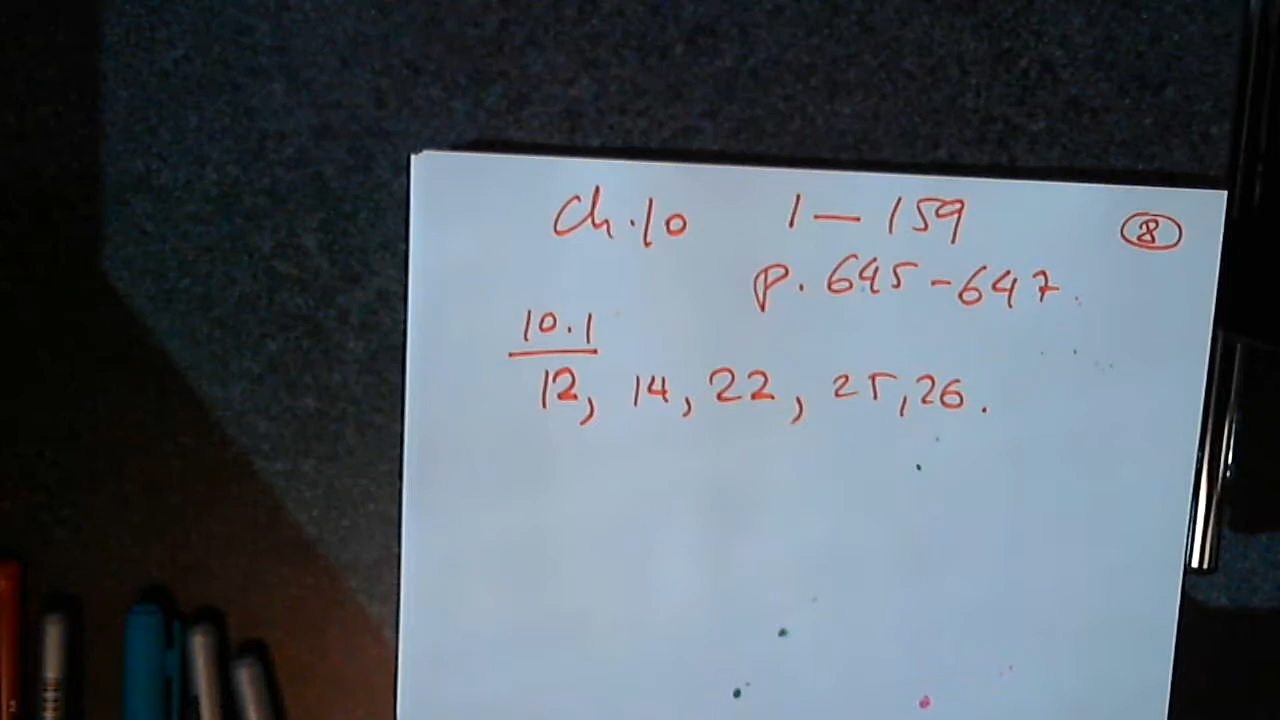 Ch.10 1 — 159 8
p. 645 - 647.
10.1
12, 14, 22, 25, 26.